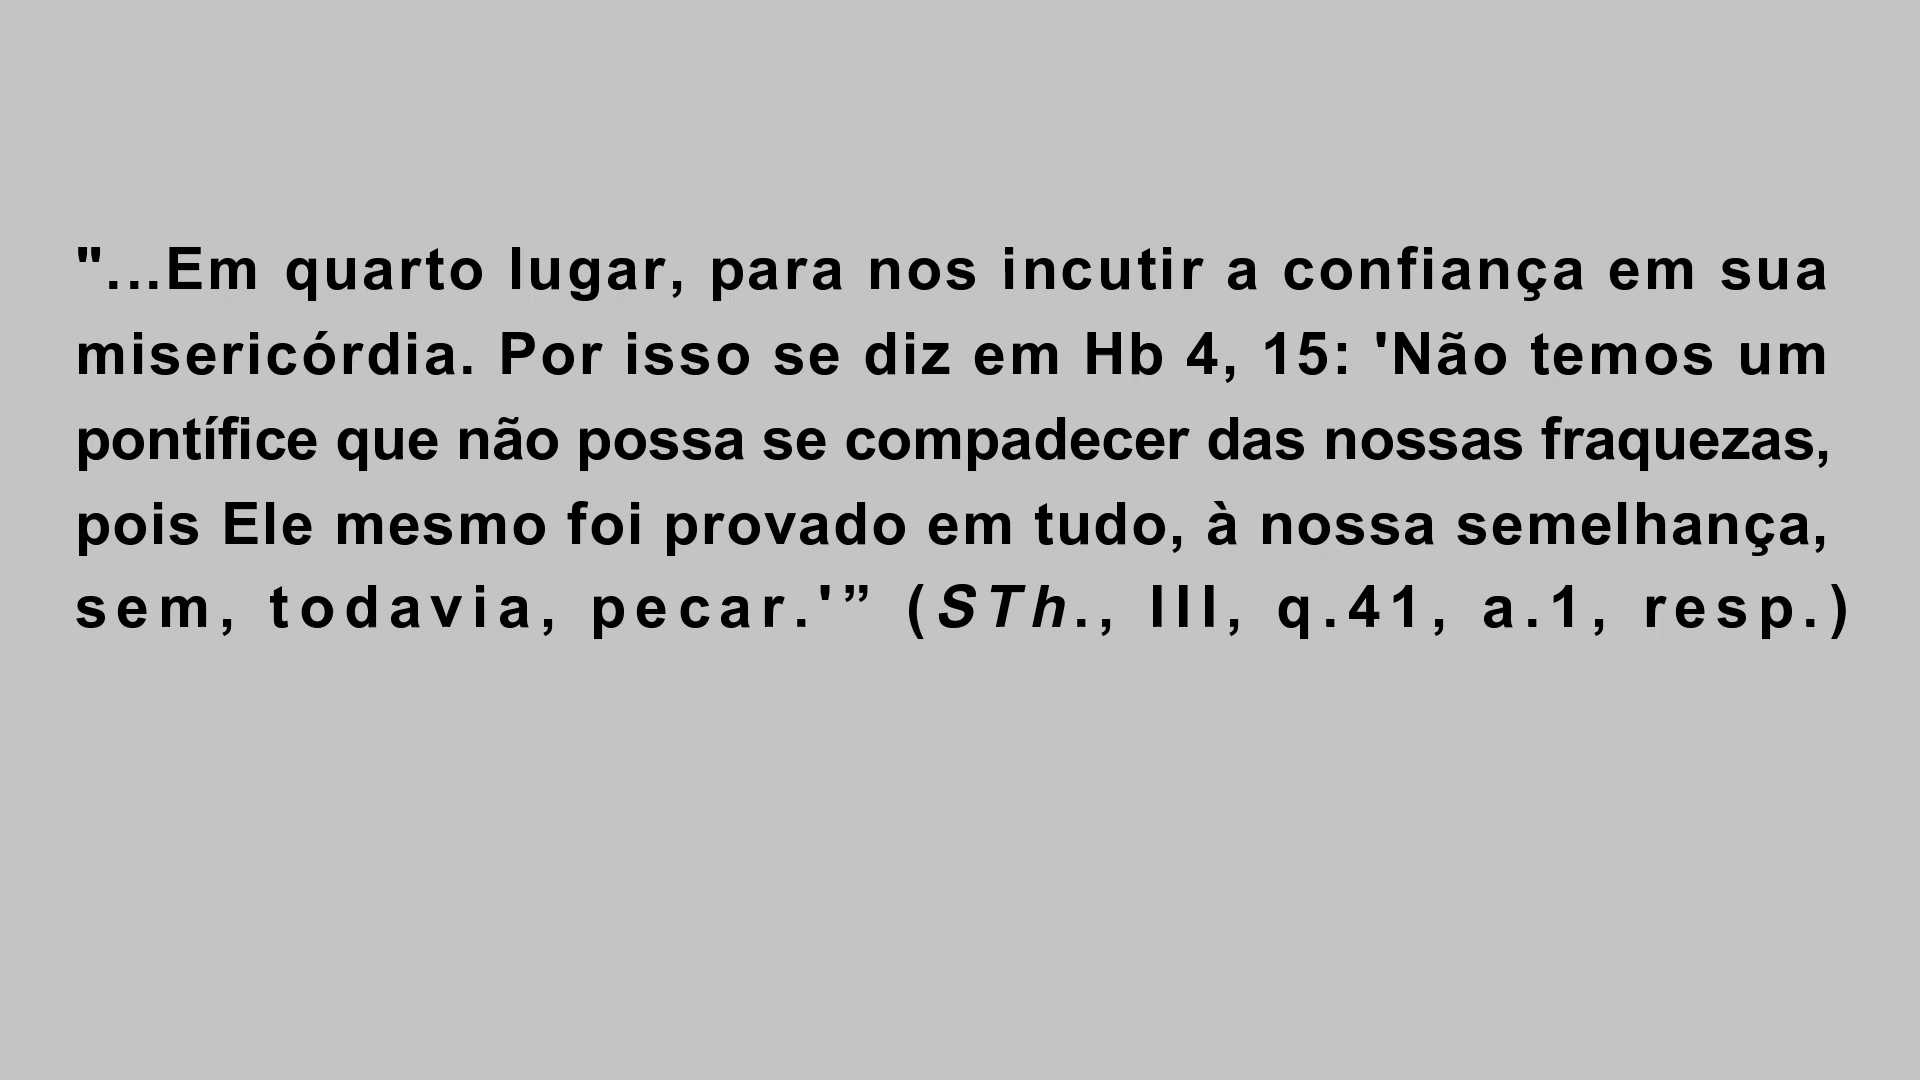 "...Em quarto lugar, para nos incutir a confiança em sua
misericórdia. Por isso se diz em Hb 4, 15: 'Não temos um
pontífice que não possa se compadecer das nossas fraquezas,
pois Ele mesmo foi provado em tudo, à nossa semelhança,
sem, todavia, pecar.'” (STh., III, q.41, a.1, resp.)